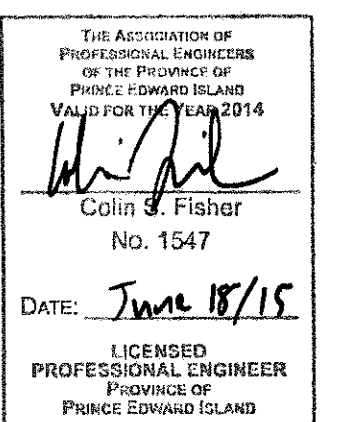 THE ASSOCIATION OF
PROFESSIONAL ENGINEERS
OF THE PROVINCE OF
PRINCE EDWARD ISLAND
VALID FOR THE YEAR 2014
Colin S. Fisher
No. 1547
DATE: June 18/15
LICENSED
PROFESSIONAL ENGINEER
PROVINCE OF
PRINCE EDWARD ISLAND